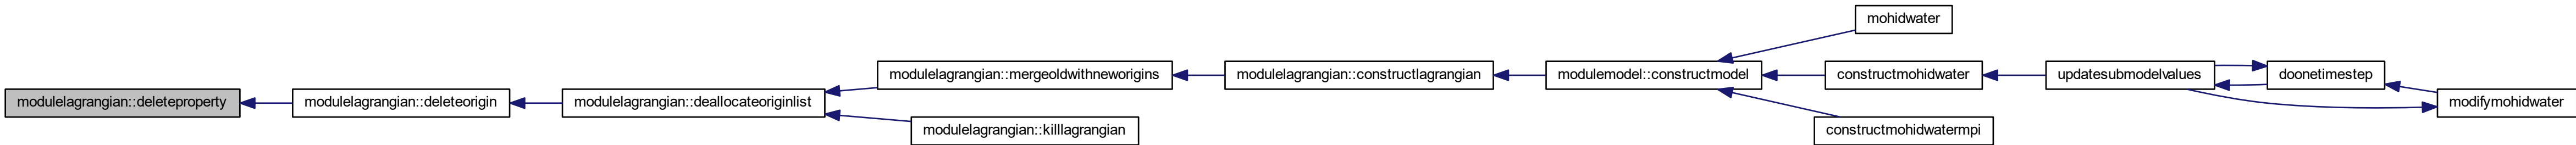 modulelagrangian::deleteproperty
modulelagrangian::deleteorigin
modulelagrangian::deallocateoriginlist
modulelagrangian::mergeoldwithneworigins
modulelagrangian::killlagrangian
modulelagrangian::constructlagrangian
modulemodel::constructmodel
mohidwater
constructmohidwater
constructmohidwatermpi
updatesubmodelvalues
doonetimestep
modifymohidwater